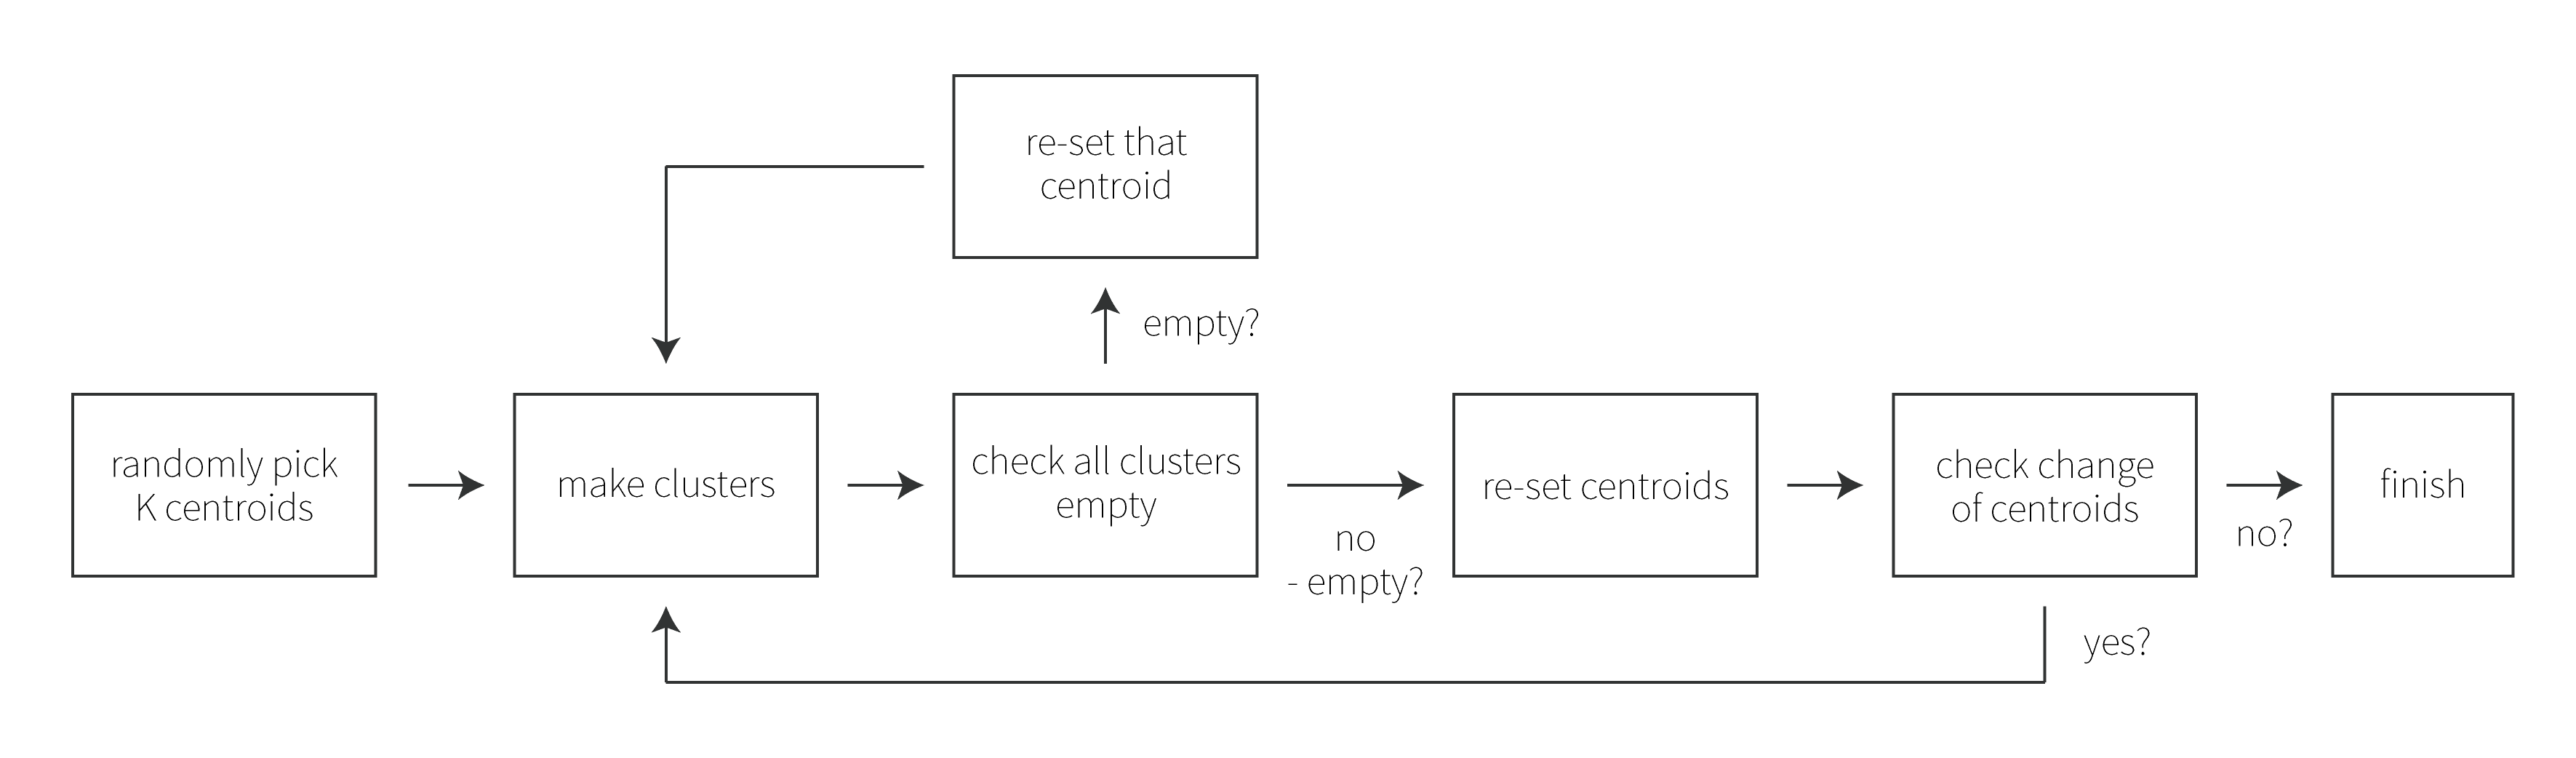 re-set that
centroid
empty?
randomly pick
K centroids
make clusters
check all clusters
empty
no
- empty?
re-set centroids
check change
of centroids
no?
finish
yes?